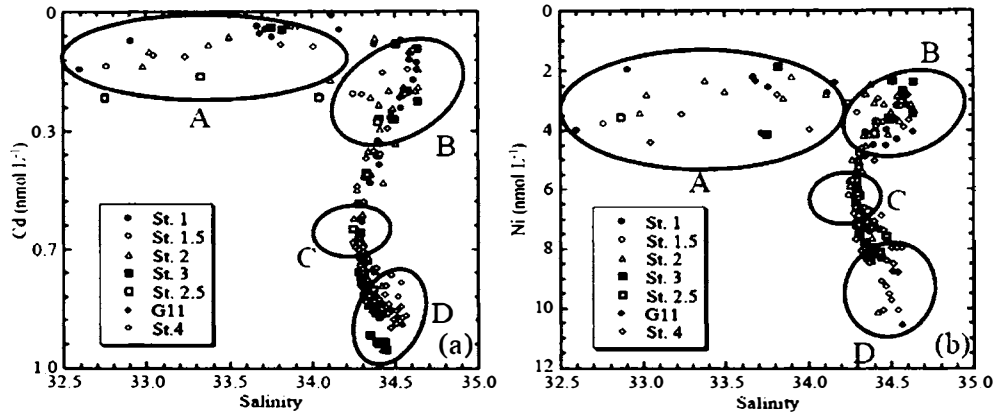 0
0.3
0.7
1 0
Cd (nmol L-1)
A
B
C
D
(a)
St. 1
St. 1.5
St. 2
St. 3
St. 2.5
G11
St.4
32.5 33.0 33.5 34.0 34.5 35.0
Salinity
0
2
4
6
8
10
12
Ni (nmol L-1)
A
B
C
D
(b)
St. 1
St. 1.5
St. 2
St. 3
St. 2.5
G11
St. 4
32.5 33.0 33.5 34.0 34.5 35.0
Salinity